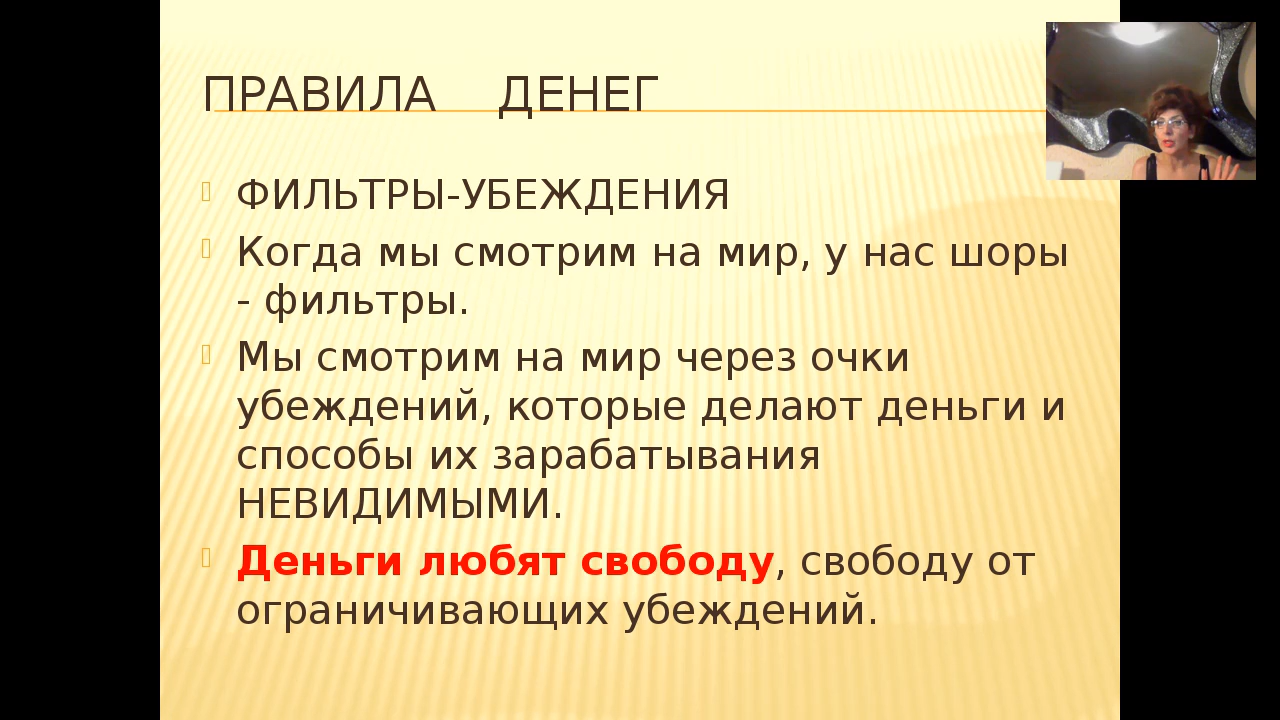 ПРАВИЛА ДЕНЕГ
ФИЛЬТРЫ-УБЕЖДЕНИЯ
Когда мы смотрим на мир, у нас шоры
- фильтры.
Мы смотрим на мир через очки
убеждений, которые делают деньги и
способы их зарабатывания
НЕВИДИМЫМИ.
Деньги любят свободу, свободу от
ограничивающих убеждений.